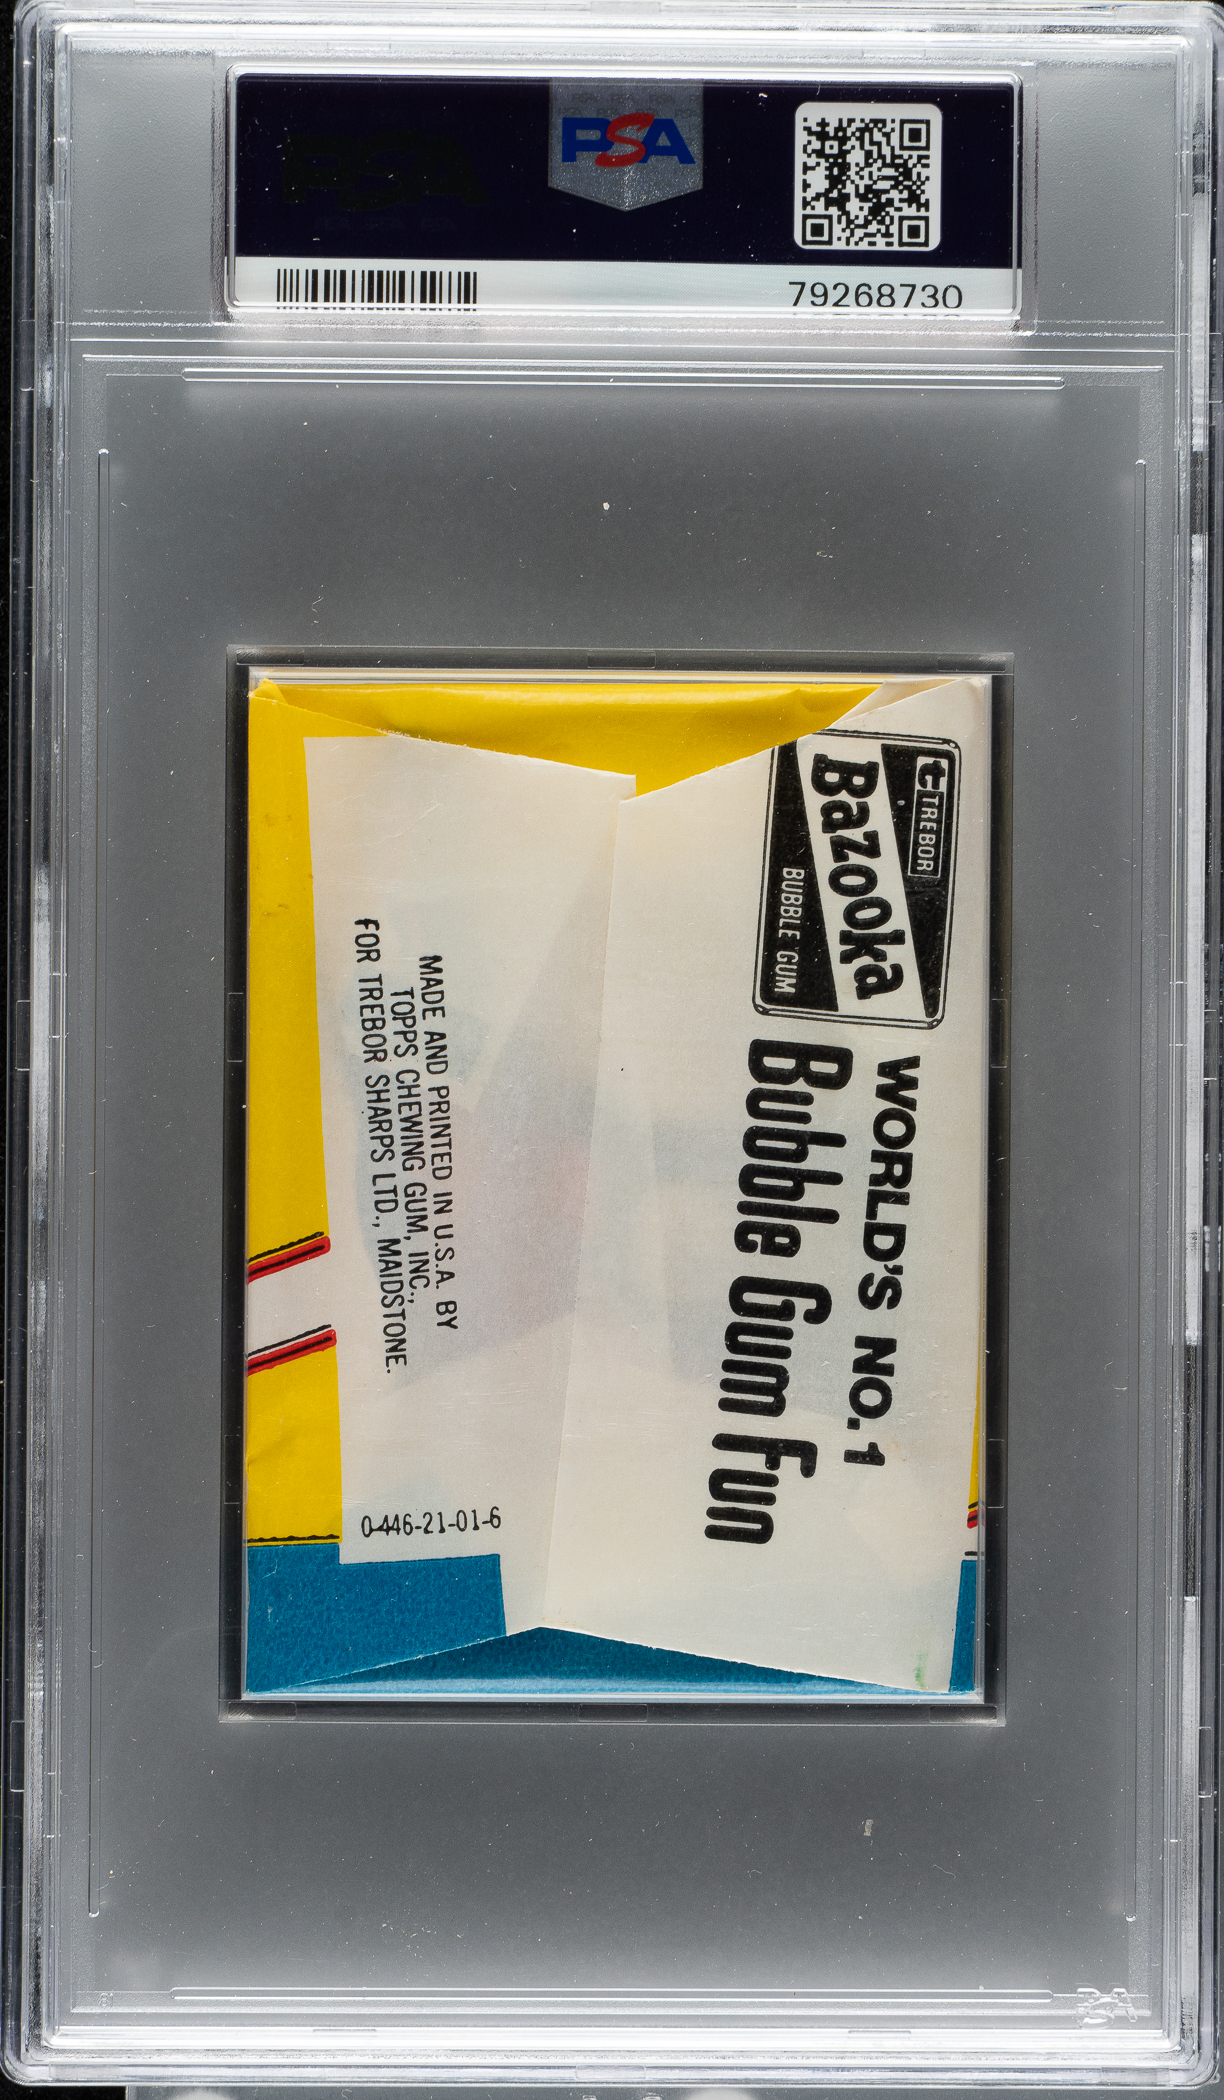 PSA
79268730
t TREBOR
Bazooka
BUBBLE GUM
WORLD'S NO.1
Bubble Gum Fun
MADE AND PRINTED IN U.S.A. BY
TOPPS CHEWING GUM, INC.,
FOR TREBOR SHARPS LTD., MAIDSTONE.
0-446-21-01-6